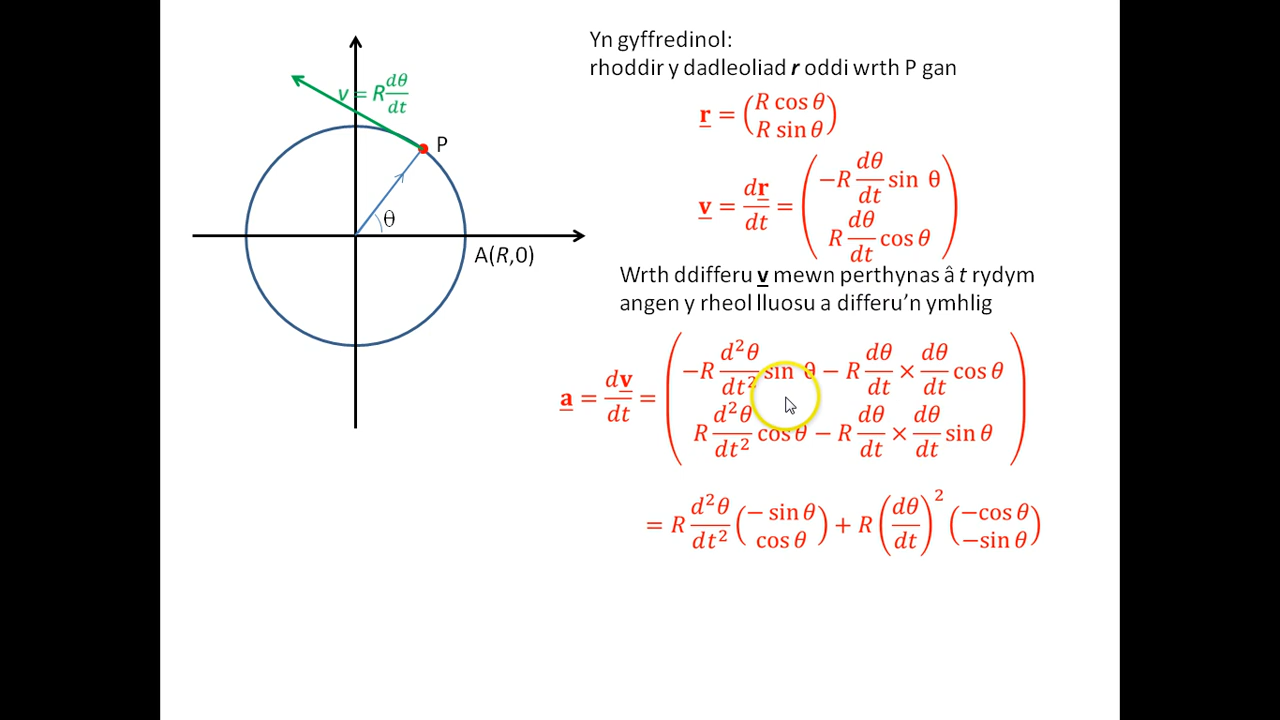 v = R dθ/dt
P
θ
A(R,0)
Yn gyffredinol:
rhoddir y dadleoliad r oddi wrth P gan
r = (R cos θ
R sin θ)
v = dr/dt = (−R dθ/dt sin θ
R dθ/dt cos θ)
Wrth ddifferu v mewn perthynas â t rydym
angen y rheol lluosu a differu’n ymhlig
a = dv/dt = (−R d²θ/dt² sin θ − R dθ/dt × dθ/dt cos θ
R d²θ/dt² cos θ − R dθ/dt × dθ/dt sin θ)
= R d²θ/dt² (− sin θ
cos θ) + R (dθ/dt)² (−cos θ
−sin θ)